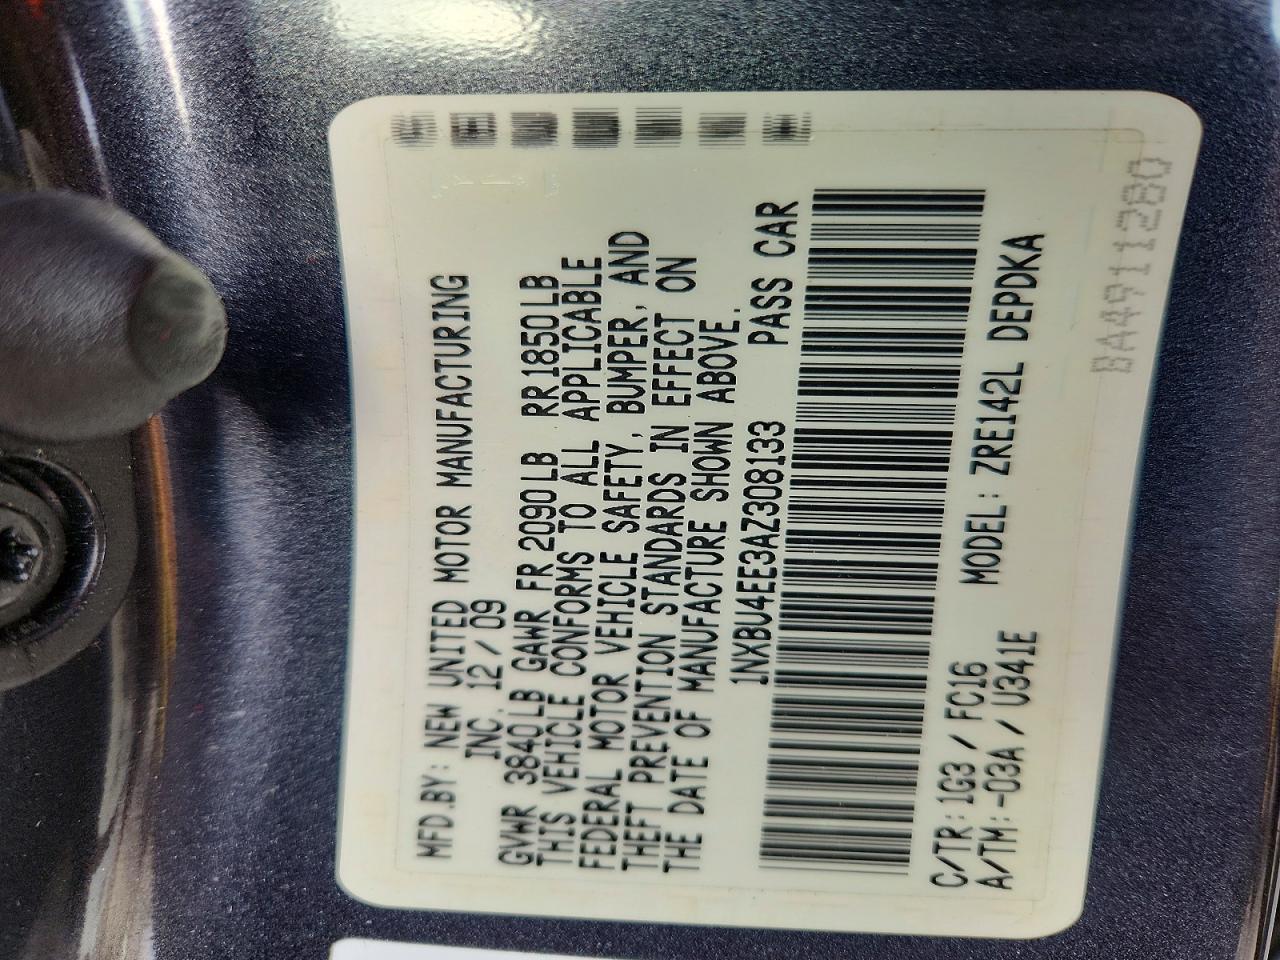 MFD.BY: NEW UNITED MOTOR MANUFACTURING
INC. 12/09
GVWR 3840LB GAWR FR 2090LB RR 1850LB
THIS VEHICLE CONFORMS TO ALL APPLICABLE
FEDERAL MOTOR VEHICLE SAFETY, BUMPER, AND
THEFT PREVENTION STANDARDS IN EFFECT ON
THE DATE OF MANUFACTURE SHOWN ABOVE.
1NXBU4EE3AZ308133 PASS CAR
C/TR: 1G3/FC16 MODEL: ZRE142L DEPDKA
A/TM:-03A/U341E
BA4911280